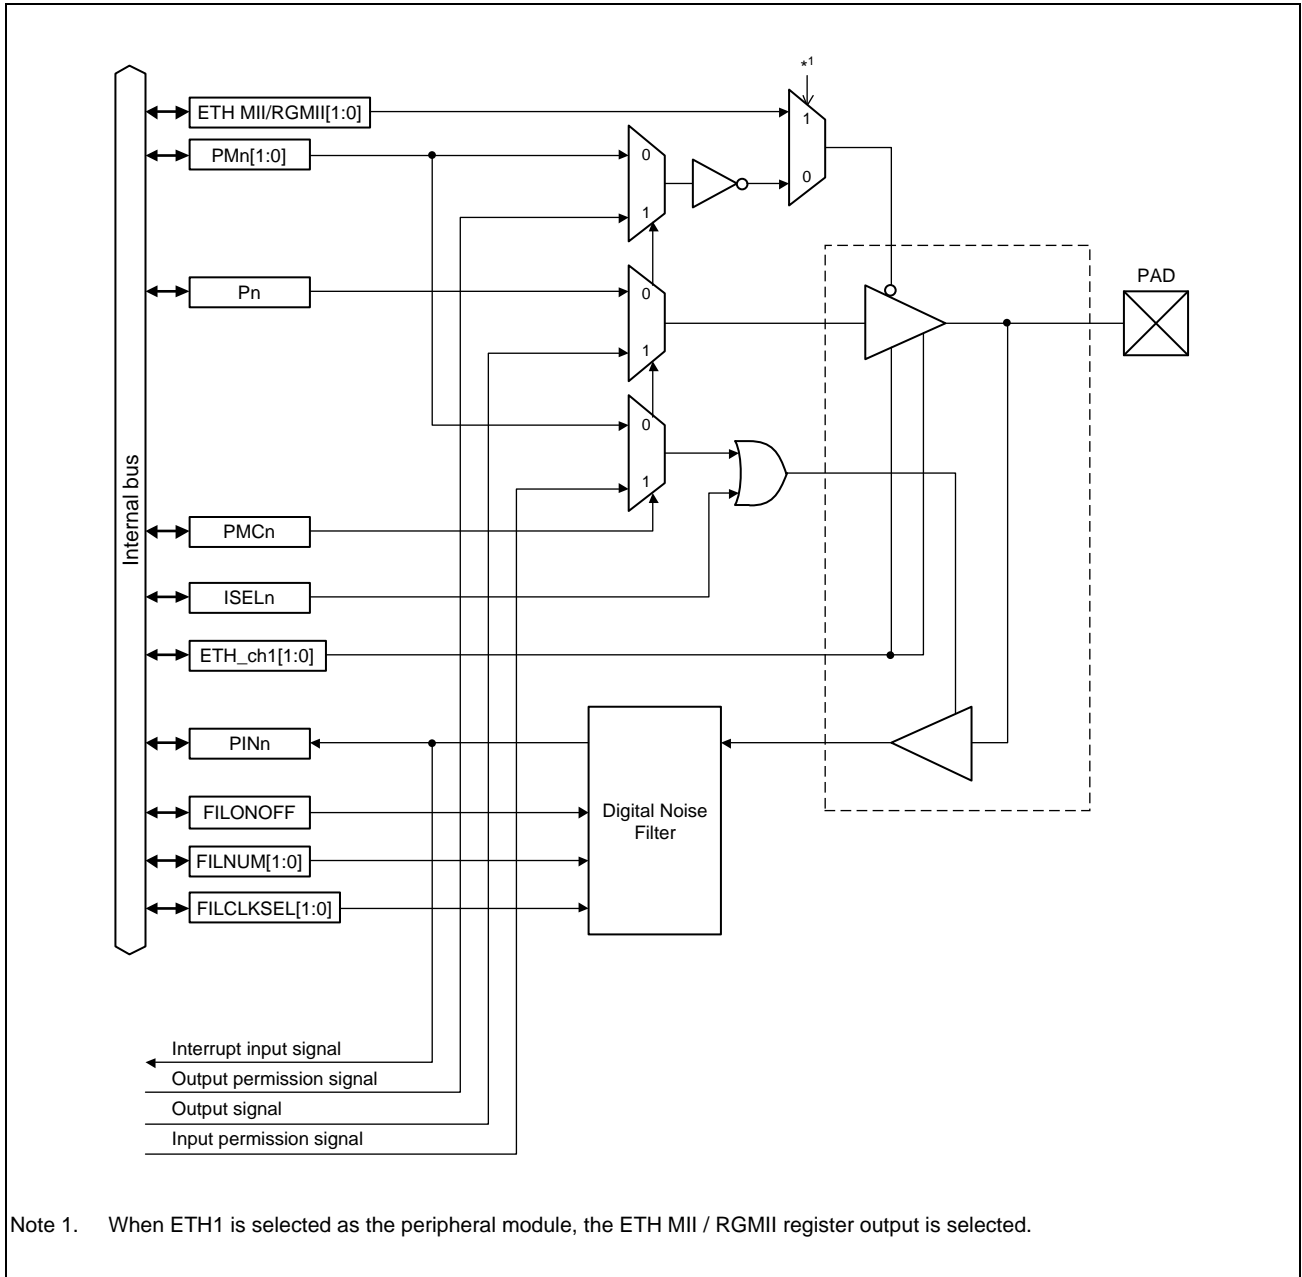 *1
ETH MII/RGMII[1:0]
1
PMn[1:0]
0
0
1
PAD
Pn
0
1
0
Internal bus
1
PMCn
ISELn
ETH_ch1[1:0]
PINn
FILONOFF
Digital Noise
Filter
FILNUM[1:0]
FILCLKSEL[1:0]
Interrupt input signal
Output permission signal
Output signal
Input permission signal
Note 1. When ETH1 is selected as the peripheral module, the ETH MII / RGMII register output is selected.